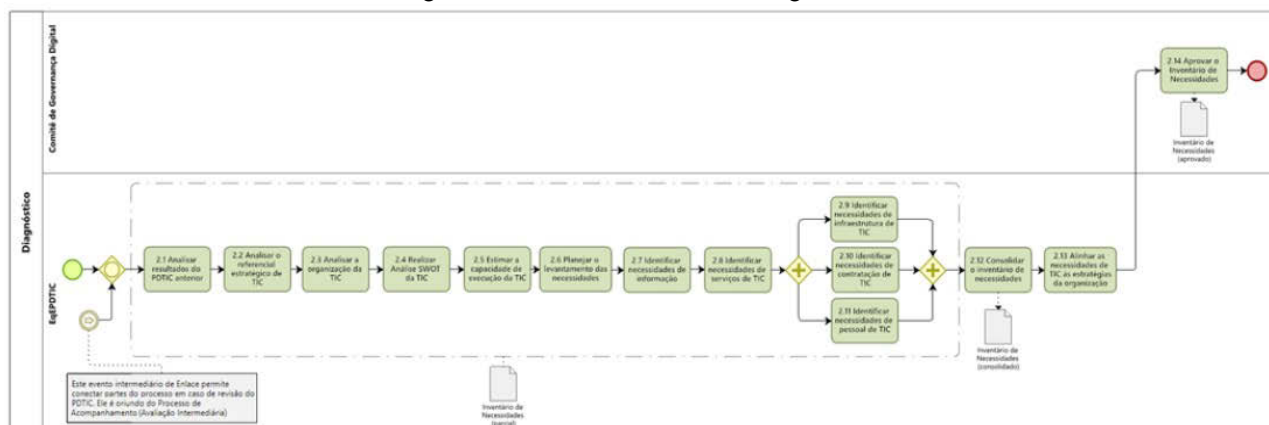 Diagnóstico
Comitê de Governança Digital
2.14 Aprovar o
Inventário de
Necessidades
Inventário de
Necessidades
(aprovado)
EqEPDTIC
2.1 Analisar
resultados do
PDTIC anterior
2.2 Analisar o
referencial
estratégico de
TIC
2.3 Analisar a
organização da
TIC
2.4 Realizar
Análise SWOT
da TIC
2.5 Estimar a
capacidade de
execução da TIC
2.6 Planejar o
levantamento das
necessidades
2.7 Identificar
necessidades de
informação
2.8 Identificar
necessidades de
serviços de TIC
2.9 Identificar
necessidades de
infraestrutura de
TIC
2.10 Identificar
necessidades de
contratação de
TIC
2.11 Identificar
necessidades de
pessoal de TIC
2.12 Consolidar
o inventário de
necessidades
2.13 Alinhar as
necessidades de
TIC às estratégias
da organização
Inventário de
Necessidades
(consolidado)
Este evento intermediário de Enlace permite
conectar partes do processo em caso de revisão do
PDTIC. Ele é oriundo do Processo de
Acompanhamento (Avaliação Intermediária)
Inventário de
Necessidades